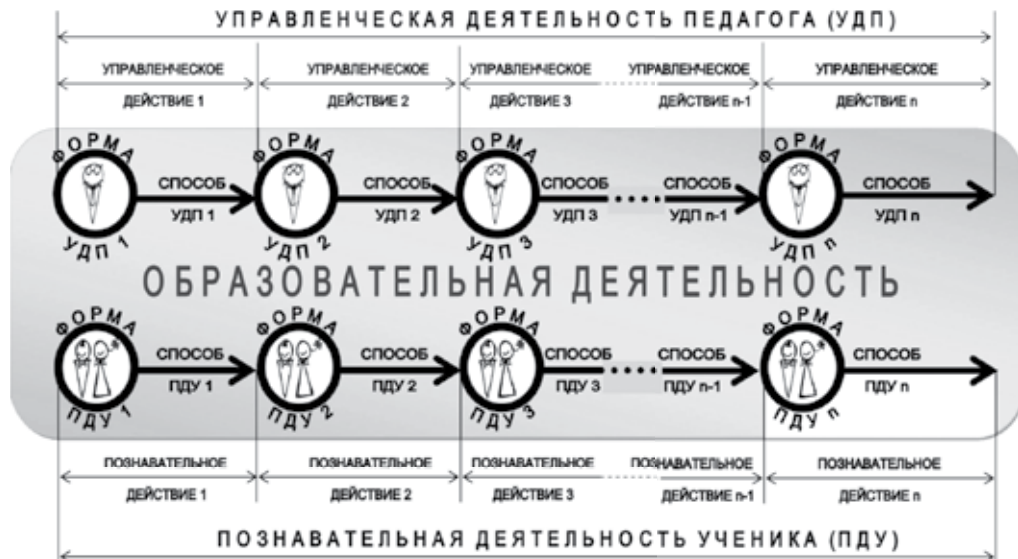 УПРАВЛЕНЧЕСКАЯ ДЕЯТЕЛЬНОСТЬ ПЕДАГОГА (УДП)
УПРАВЛЕНЧЕСКОЕ УПРАВЛЕНЧЕСКОЕ УПРАВЛЕНЧЕСКОЕ УПРАВЛЕНЧЕСКОЕ УПРАВЛЕНЧЕСКОЕ
ДЕЙСТВИЕ 1 ДЕЙСТВИЕ 2 ДЕЙСТВИЕ 3 ДЕЙСТВИЕ n-1 ДЕЙСТВИЕ n
ФОРМА ФОРМА ФОРМА ФОРМА
СПОСОБ СПОСОБ СПОСОБ СПОСОБ СПОСОБ
УДП 1 УДП 2 УДП 3 УДП n-1 УДП n
УДП 1 УДП 2 УДП 3 УДП n
ОБРАЗОВАТЕЛЬНАЯ ДЕЯТЕЛЬНОСТЬ
ФОРМА ФОРМА ФОРМА ФОРМА
СПОСОБ СПОСОБ СПОСОБ СПОСОБ СПОСОБ
ПДУ 1 ПДУ 2 ПДУ 3 ПДУ n-1 ПДУ n
ПДУ 1 ПДУ 2 ПДУ 3 ПДУ n
ПОЗНАВАТЕЛЬНОЕ ПОЗНАВАТЕЛЬНОЕ ПОЗНАВАТЕЛЬНОЕ ПОЗНАВАТЕЛЬНОЕ ПОЗНАВАТЕЛЬНОЕ
ДЕЙСТВИЕ 1 ДЕЙСТВИЕ 2 ДЕЙСТВИЕ 3 ДЕЙСТВИЕ n-1 ДЕЙСТВИЕ n
ПОЗНАВАТЕЛЬНАЯ ДЕЯТЕЛЬНОСТЬ УЧЕНИКА (ПДУ)